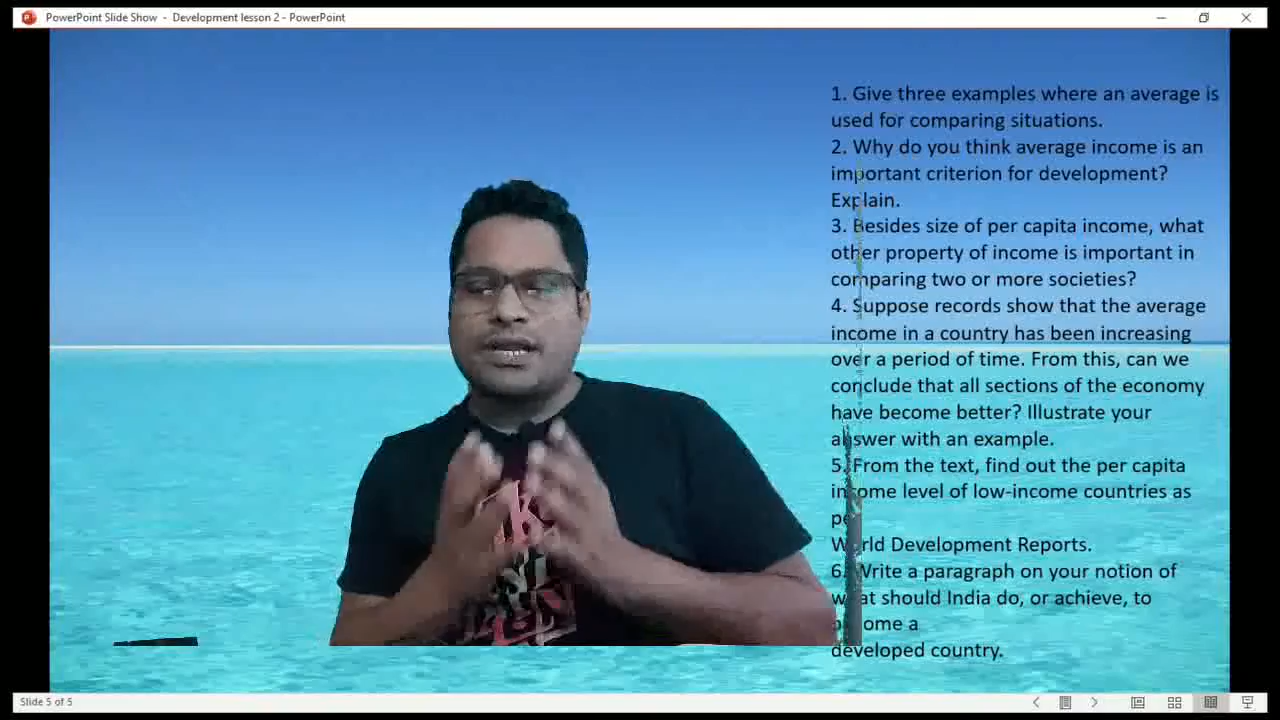 PowerPoint Slide Show - Development lesson 2 - PowerPoint
1. Give three examples where an average is
used for comparing situations.
2. Why do you think average income is an
important criterion for development?
Explain.
3. Besides size of per capita income, what
other property of income is important in
comparing two or more societies?
4. Suppose records show that the average
income in a country has been increasing
over a period of time. From this, can we
conclude that all sections of the economy
have become better? Illustrate your
answer with an example.
5. From the text, find out the per capita
income level of low-income countries as
per
World Development Reports.
6. Write a paragraph on your notion of
what should India do, or achieve, to
become a
developed country.
Slide 5 of 5